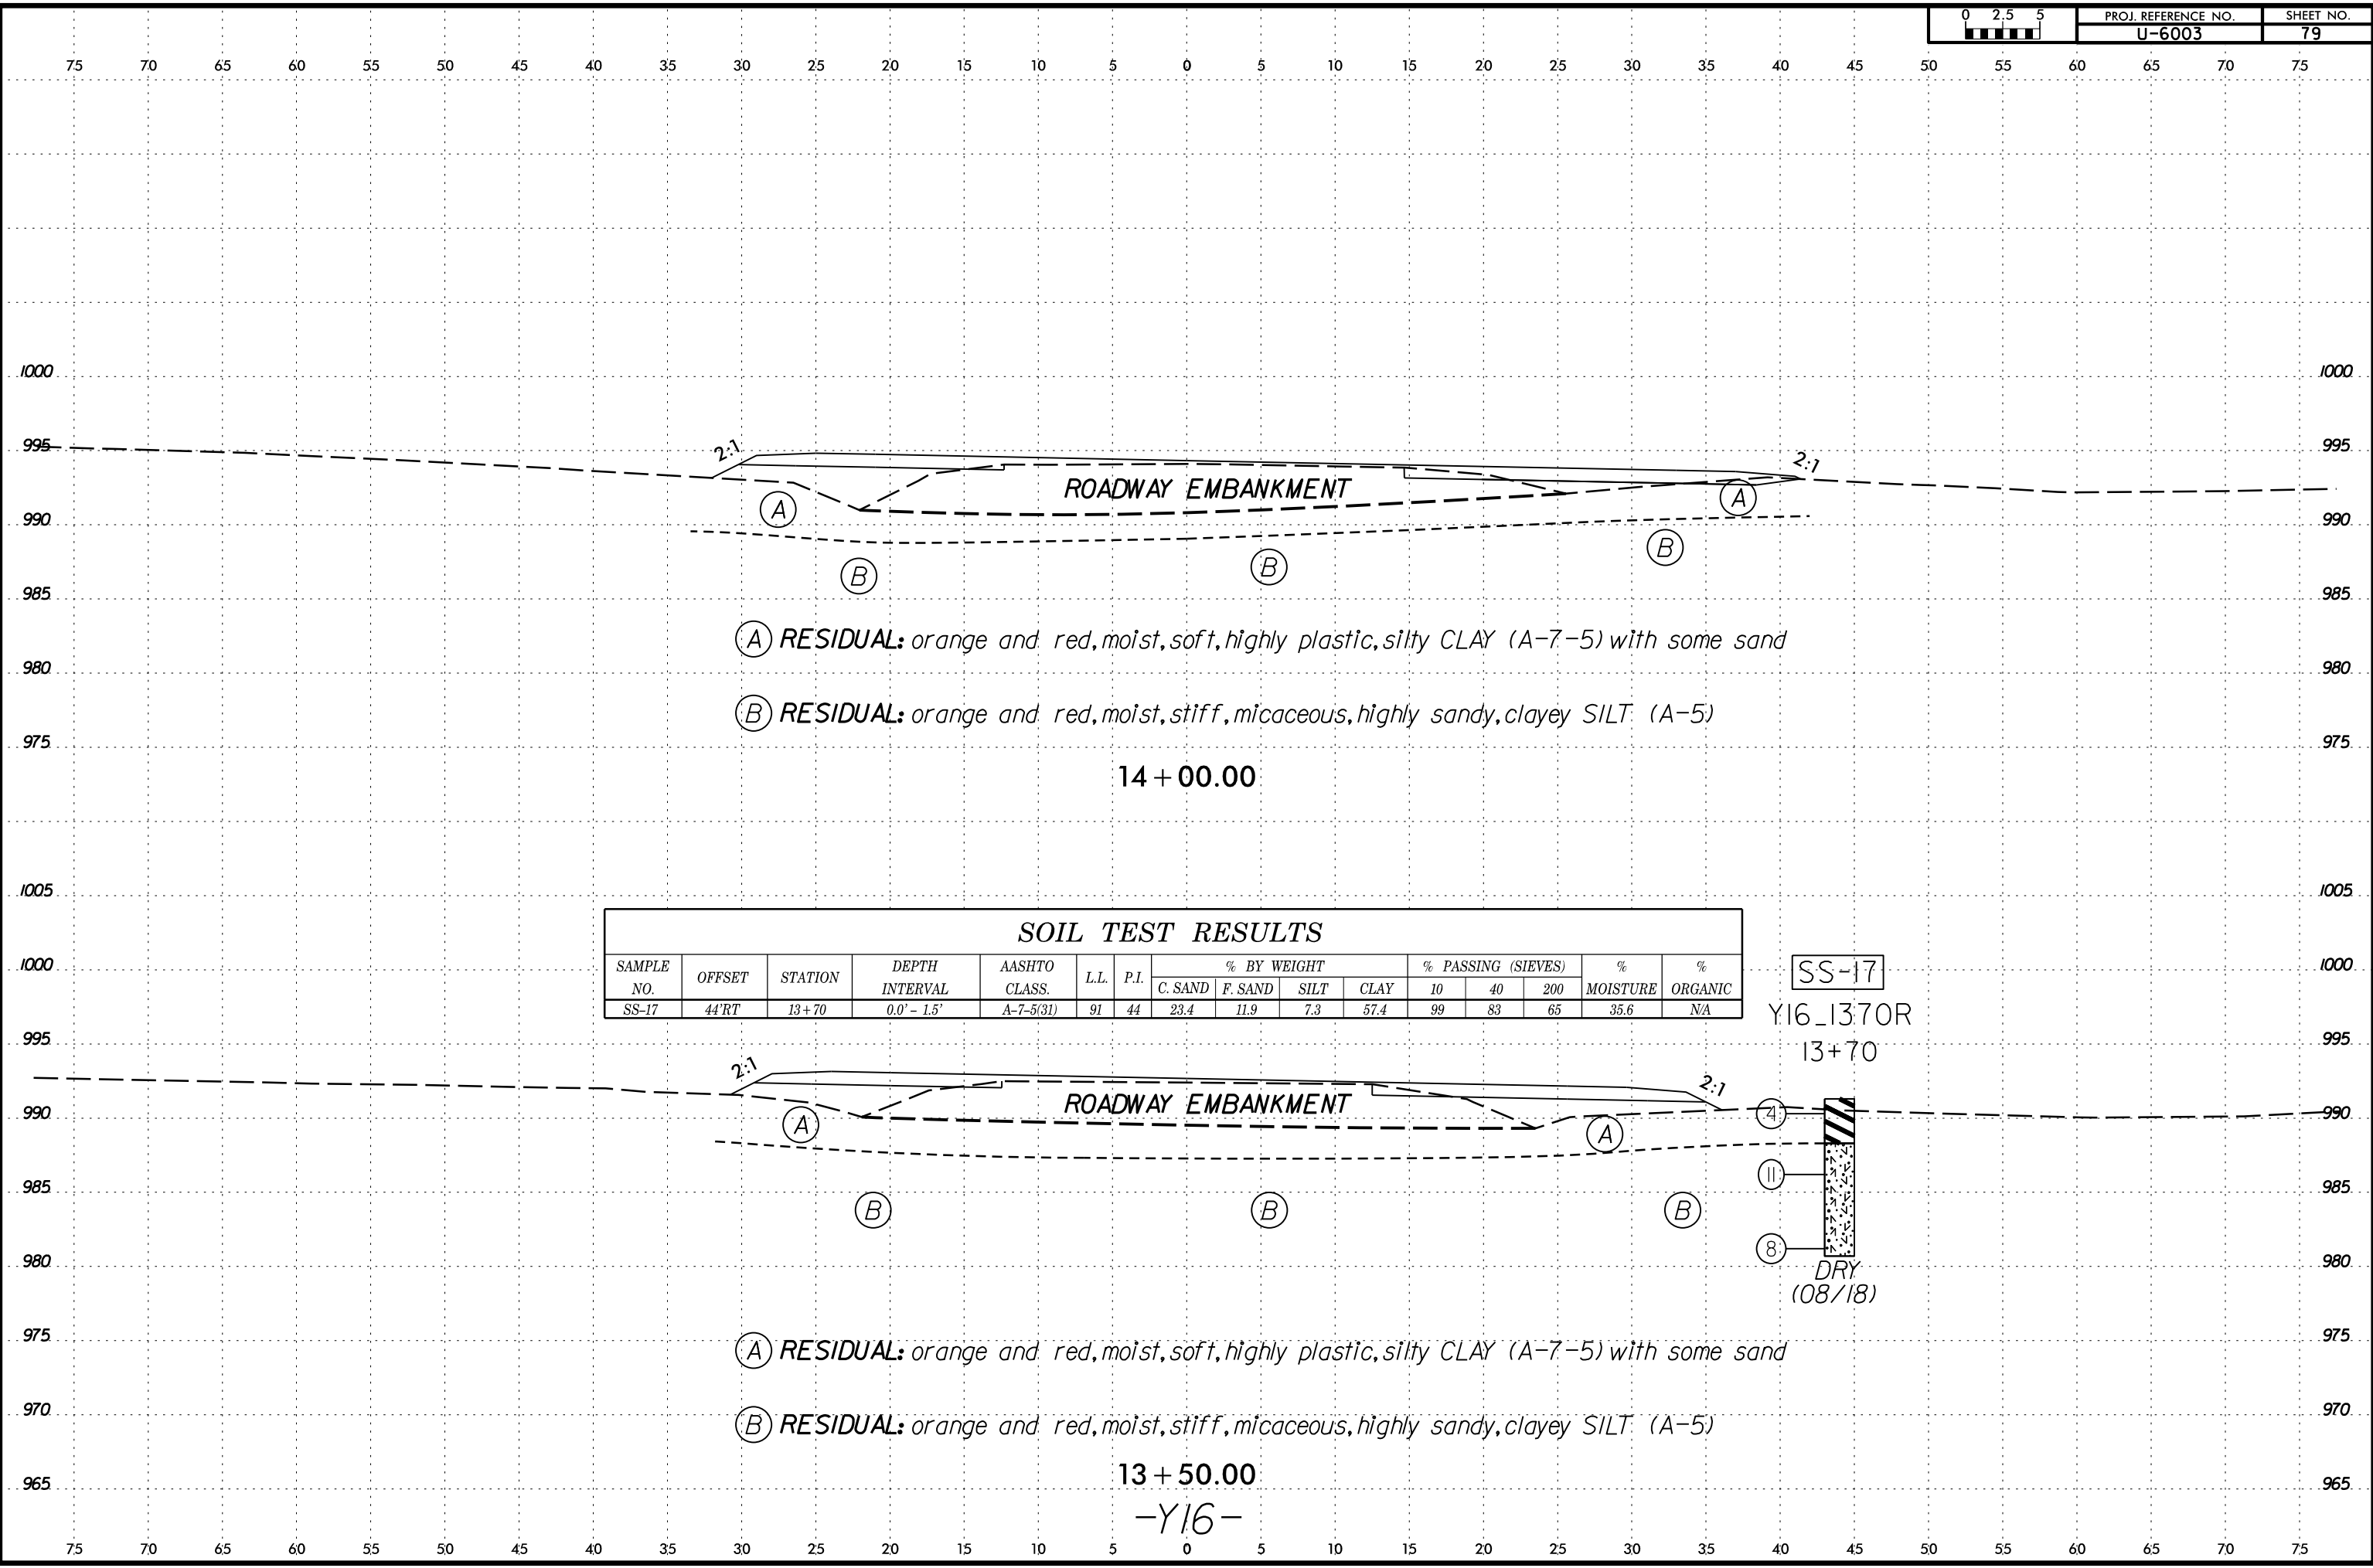 0 2.5 5
PROJ. REFERENCE NO. SHEET NO.
U-6003 79
75 70 65 60 55 50 45 40 35 30 25 20 15 10 5 0 5 10 15 20 25 30 35 40 45 50 55 60 65 70 75
1000 1000
995 995
2:1 2:1
ROADWAY EMBANKMENT
A A
990 990
B B B
985 985
A RESIDUAL: orange and red, moist, soft, highly plastic, silty CLAY (A-7-5) with some sand
980 980
B RESIDUAL: orange and red, moist, stiff, micaceous, highly sandy, clayey SILT (A-5)
975 975
14+00.00
1005 1005
SOIL TEST RESULTS
SAMPLE NO. OFFSET STATION DEPTH INTERVAL AASHTO CLASS. L.L. P.I. % BY WEIGHT % PASSING (SIEVES) % MOISTURE % ORGANIC
C. SAND F. SAND SILT CLAY 10 40 200
SS-17 44'RT 13+70 0.0' - 1.5' A-7-5(31) 91 44 23.4 11.9 7.3 57.4 99 83 65 35.6 N/A
1000 1000
SS-17
Y16_1370R
13+70
995 995
2:1 2:1
ROADWAY EMBANKMENT
990 990
4
A A
11
985 985
B B B
8
980 980
DRY
(08/18)
975 975
A RESIDUAL: orange and red, moist, soft, highly plastic, silty CLAY (A-7-5) with some sand
970 970
B RESIDUAL: orange and red, moist, stiff, micaceous, highly sandy, clayey SILT (A-5)
13+50.00
965 965
-Y16-
75 70 65 60 55 50 45 40 35 30 25 20 15 10 5 0 5 10 15 20 25 30 35 40 45 50 55 60 65 70 75